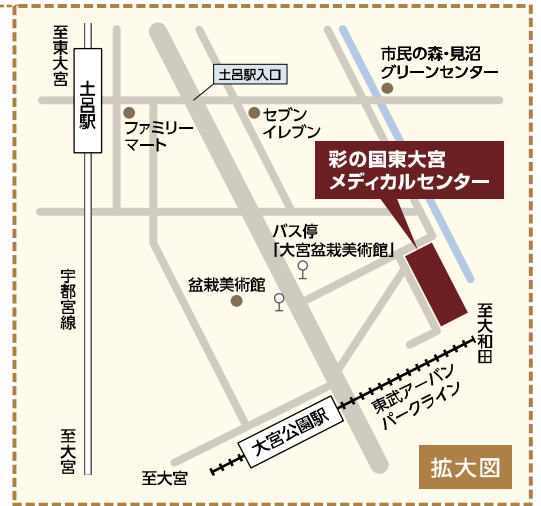 至東大宮
土呂駅
土呂駅入口
市民の森・見沼
グリーンセンター
ファミリー
マート
セブン
イレブン
彩の国東大宮
メディカルセンター
バス停
「大宮盆栽美術館」
盆栽美術館
宇都宮線
至大和田
東武アーバン
パークライン
大宮公園駅
至大宮
至大宮
拡大図